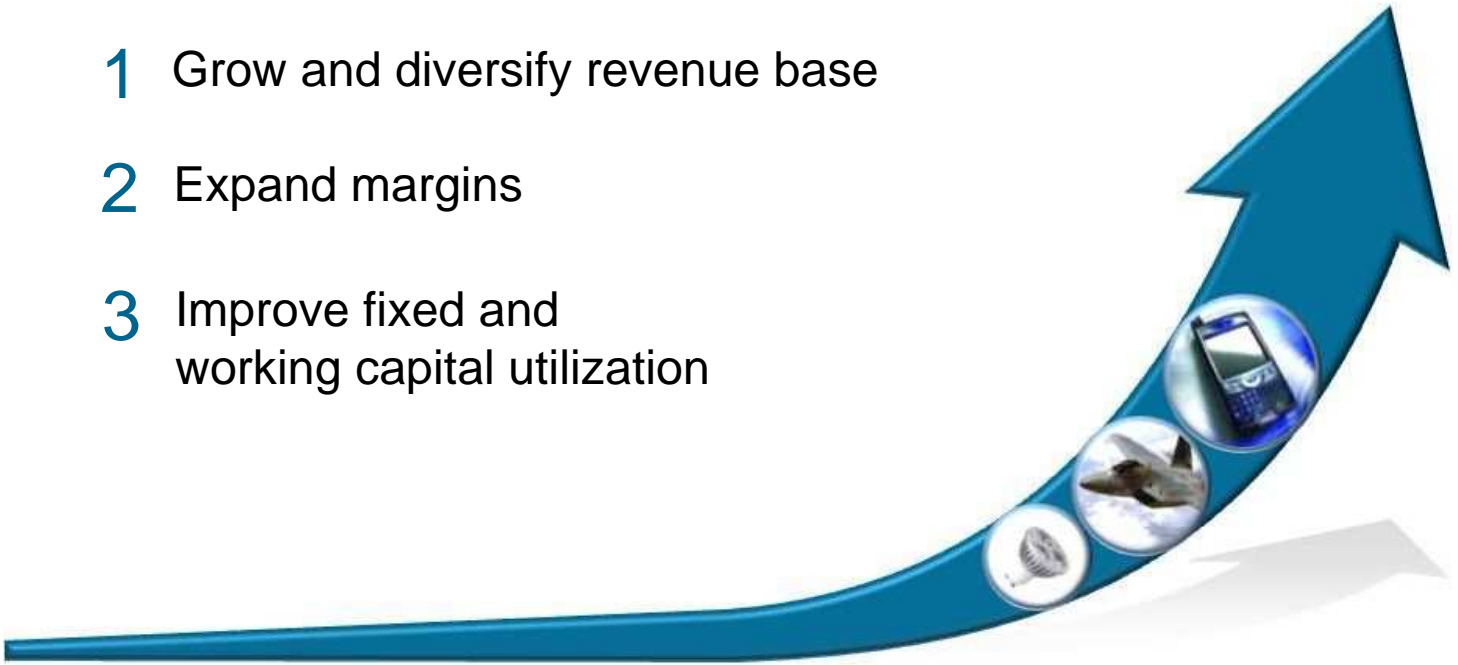 1 Grow and diversify revenue base
2 Expand margins
3 Improve fixed and
working capital utilization